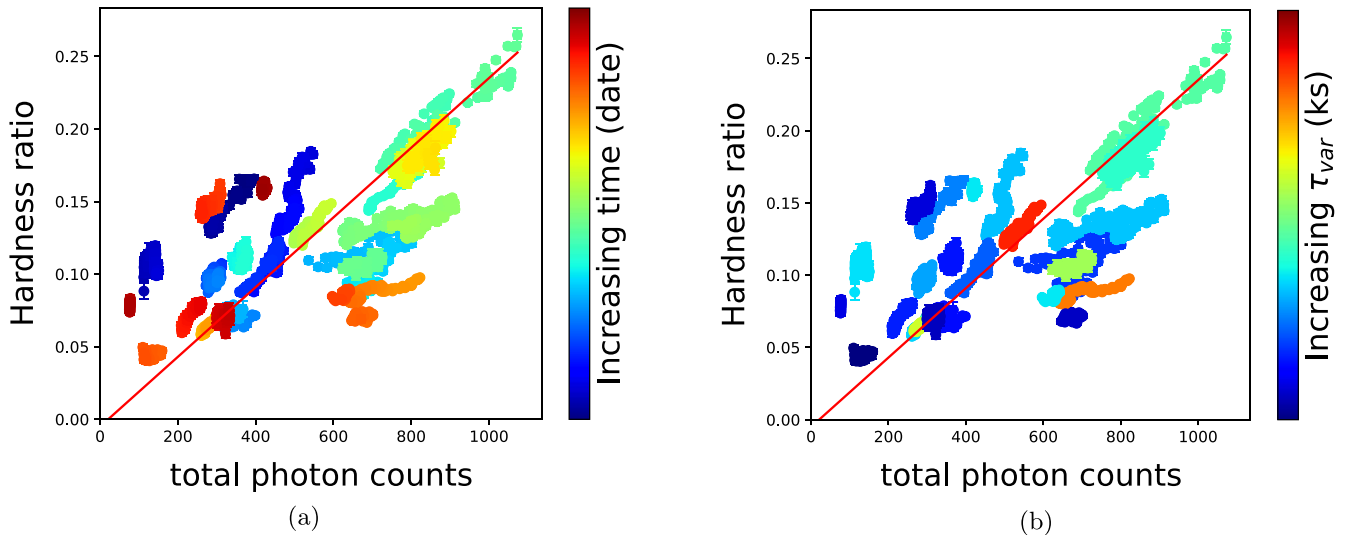 0.25
0.20
0.15
0.10
0.05
0.00
Hardness ratio
0 200 400 600 800 1000
total photon counts
Increasing time (date)
(a)
0.25
0.20
0.15
0.10
0.05
0.00
Hardness ratio
0 200 400 600 800 1000
total photon counts
Increasing τ_var (ks)
(b)